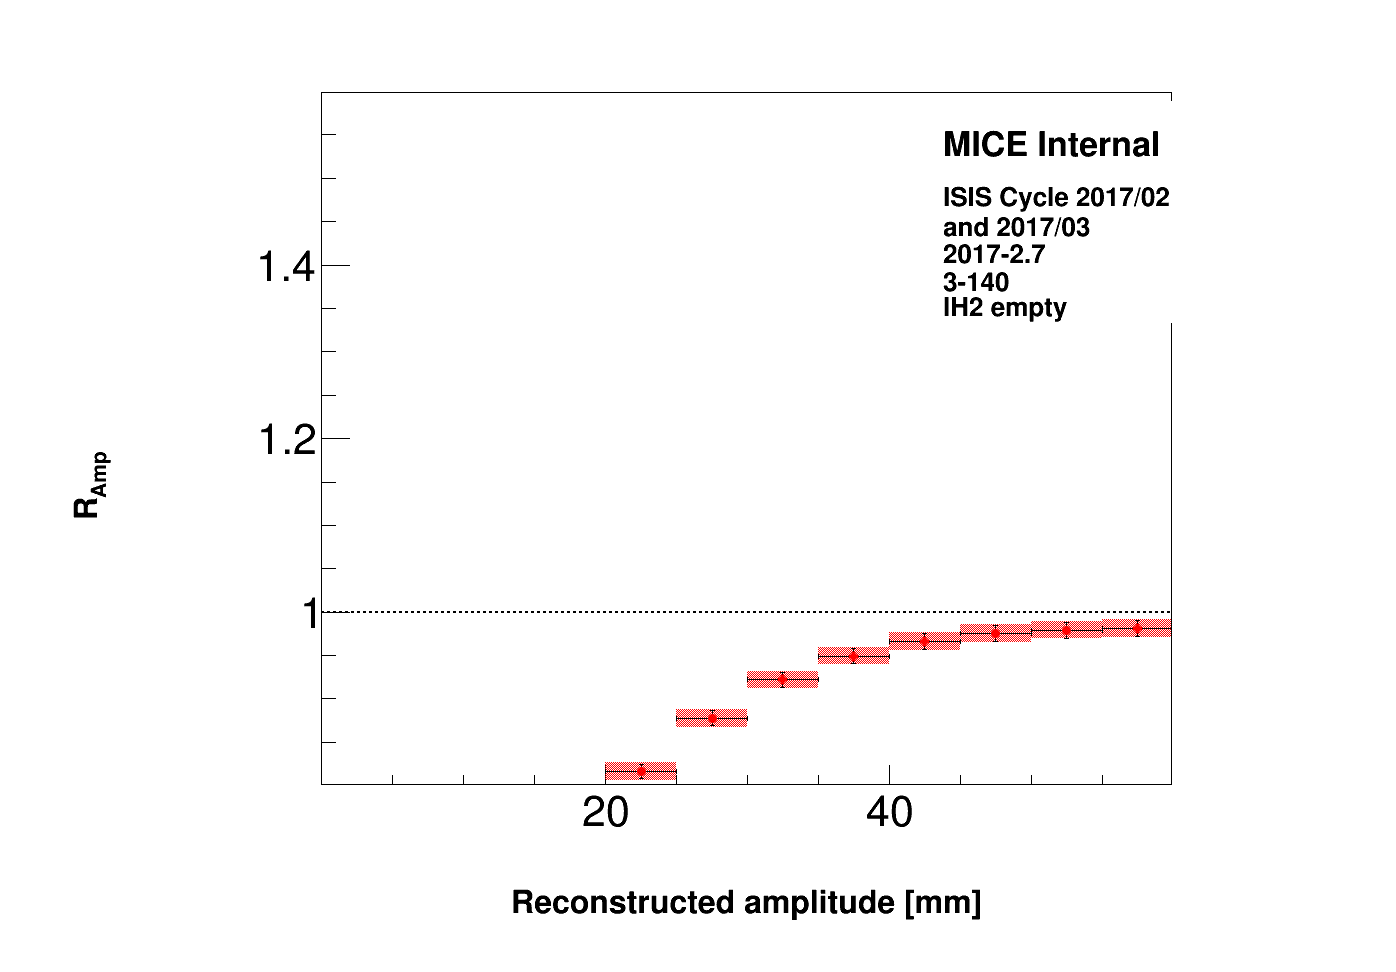 MICE Internal
ISIS Cycle 2017/02
and 2017/03
2017-2.7
3-140
lH2 empty
1.4
1.2
1
R_Amp
20 40
Reconstructed amplitude [mm]